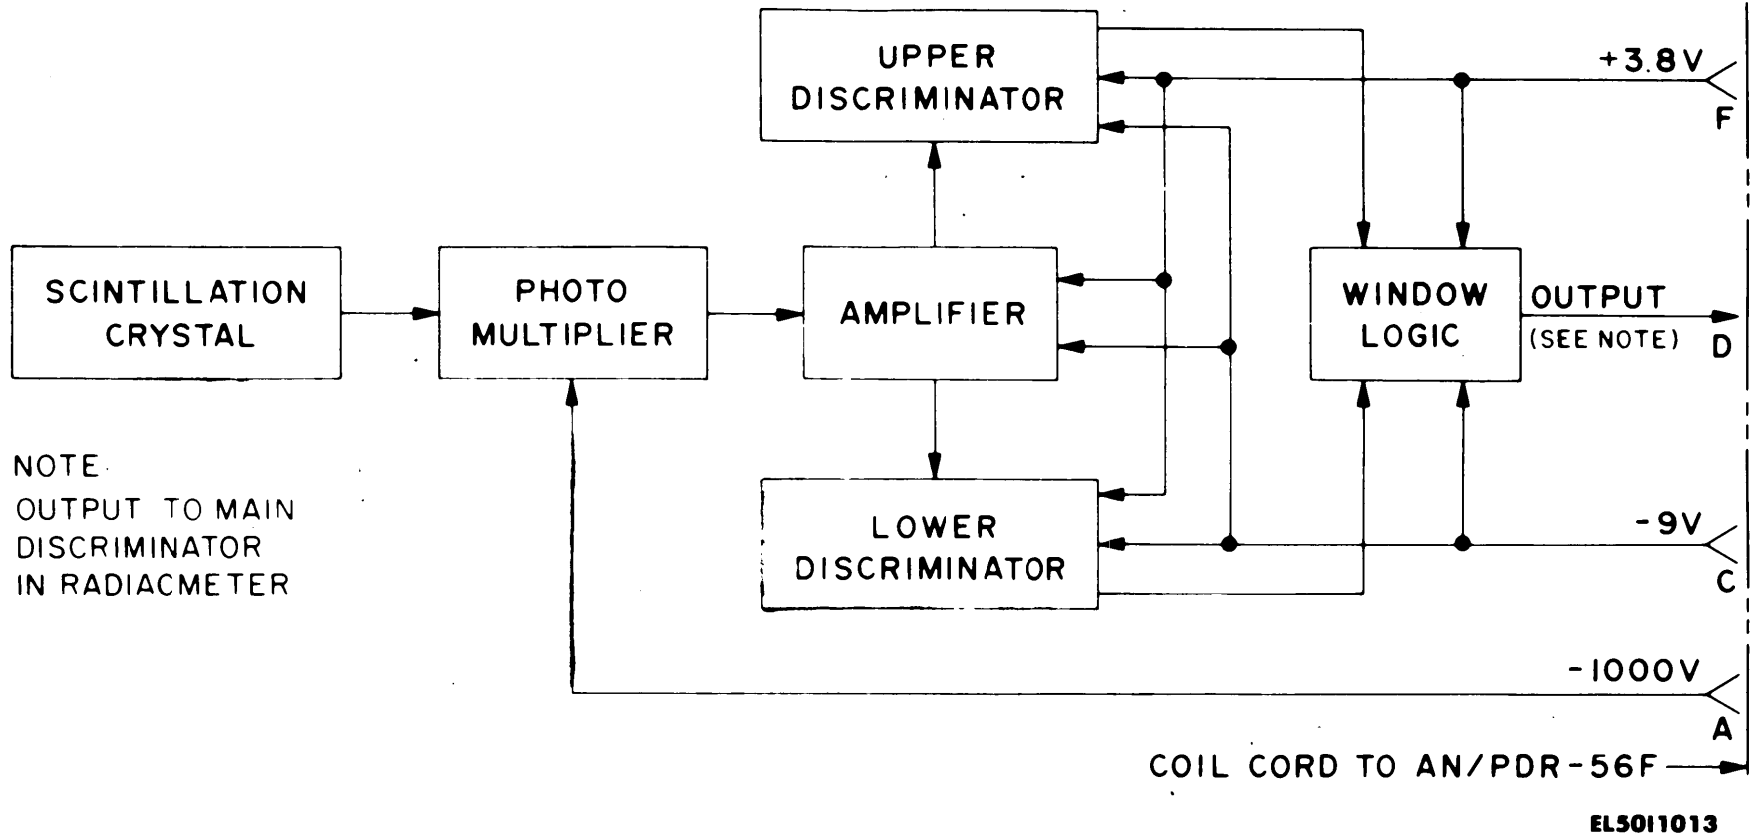 UPPER
DISCRIMINATOR
+3.8V
F
SCINTILLATION
CRYSTAL
PHOTO
MULTIPLIER
AMPLIFIER
WINDOW
LOGIC
OUTPUT
(SEE NOTE)
D
NOTE
OUTPUT TO MAIN
DISCRIMINATOR
IN RADIACMETER
LOWER
DISCRIMINATOR
-9V
C
-1000V
A
COIL CORD TO AN/PDR-56F
EL5011013